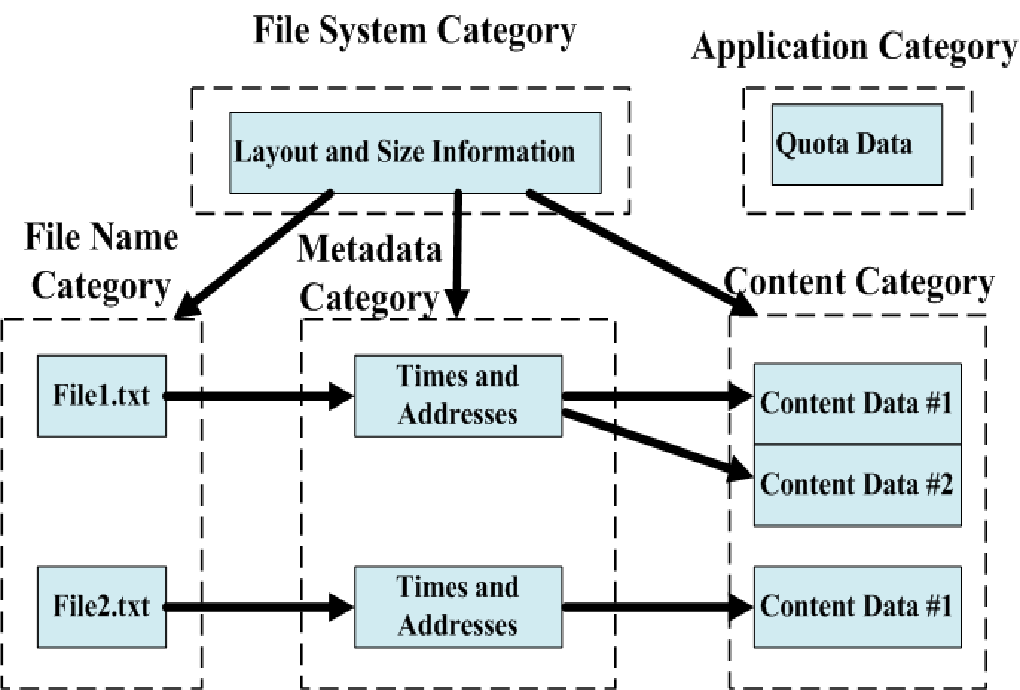 File System Category
Application Category
Layout and Size Information
Quota Data
File Name
Category
Metadata
Category
Content Category
File1.txt
Times and
Addresses
Content Data #1
Content Data #2
File2.txt
Times and
Addresses
Content Data #1